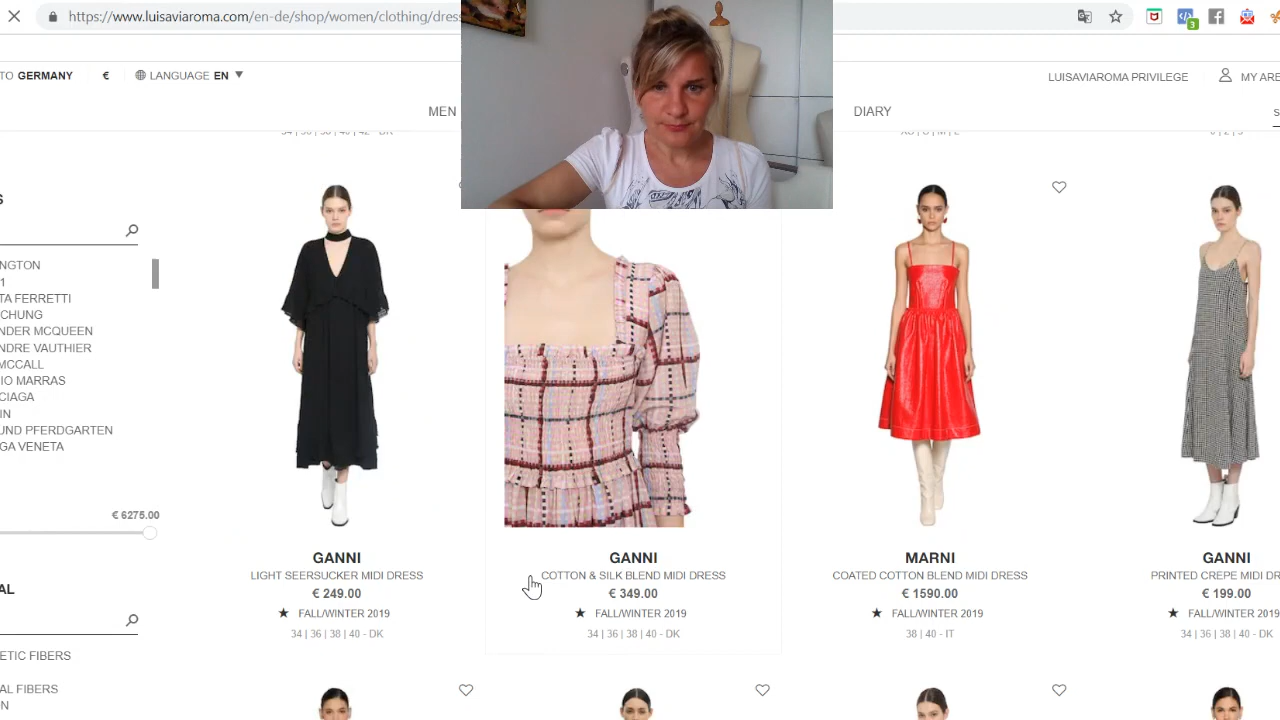 https://www.luisaviaroma.com/en-de/shop/women/clothing/dress
3
TO GERMANY € LANGUAGE EN
LUISAVIAROMA PRIVILEGE MY ARE
MEN DIARY
S
NGTON
1
TA FERRETTI
CHUNG
NDER MCQUEEN
NDRE VAUTHIER
MCCALL
IO MARRAS
CIAGA
IN
UND PFERDGARTEN
GA VENETA
€ 6275.00
AL
ETIC FIBERS
AL FIBERS
ON
GANNI
LIGHT SEERSUCKER MIDI DRESS
€ 249.00
★ FALL/WINTER 2019
34 | 36 | 38 | 40 - DK
GANNI
COTTON & SILK BLEND MIDI DRESS
€ 349.00
★ FALL/WINTER 2019
34 | 36 | 38 | 40 - DK
MARNI
COATED COTTON BLEND MIDI DRESS
€ 1590.00
★ FALL/WINTER 2019
38 | 40 - IT
GANNI
PRINTED CREPE MIDI DR
€ 199.00
★ FALL/WINTER 2019
34 | 36 | 38 | 40 - DK